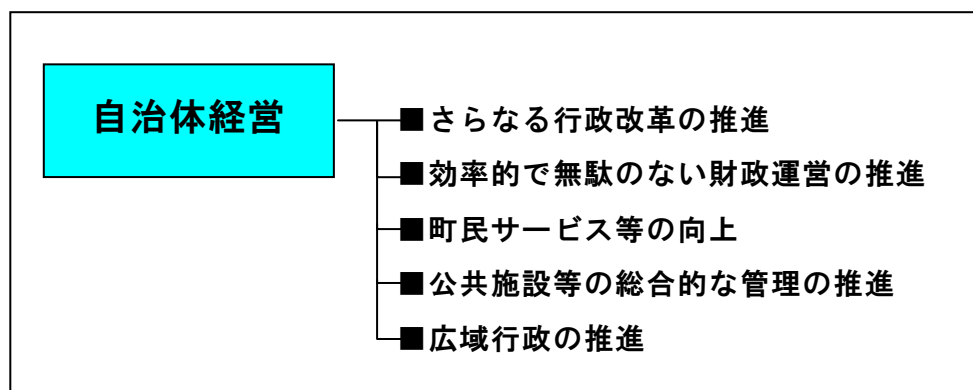 自治体経営
■さらなる行政改革の推進
■効率的で無駄のない財政運営の推進
■町民サービス等の向上
■公共施設等の総合的な管理の推進
■広域行政の推進